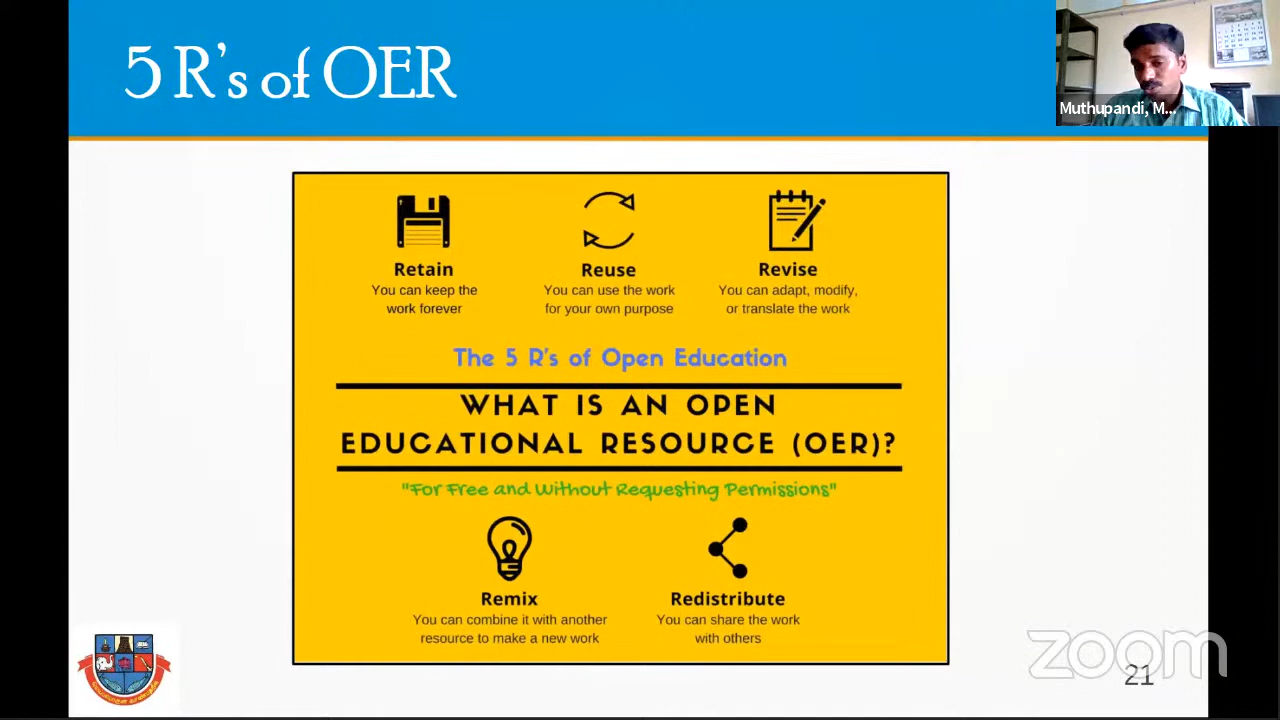 5 R's of OER
Muthupandi, M...
Retain
You can keep the
work forever
Reuse
You can use the work
for your own purpose
Revise
You can adapt, modify,
or translate the work
The 5 R's of Open Education
WHAT IS AN OPEN
EDUCATIONAL RESOURCE (OER)?
"For Free and Without Requesting Permissions"
Remix
You can combine it with another
resource to make a new work
Redistribute
You can share the work
with others
zoom
21